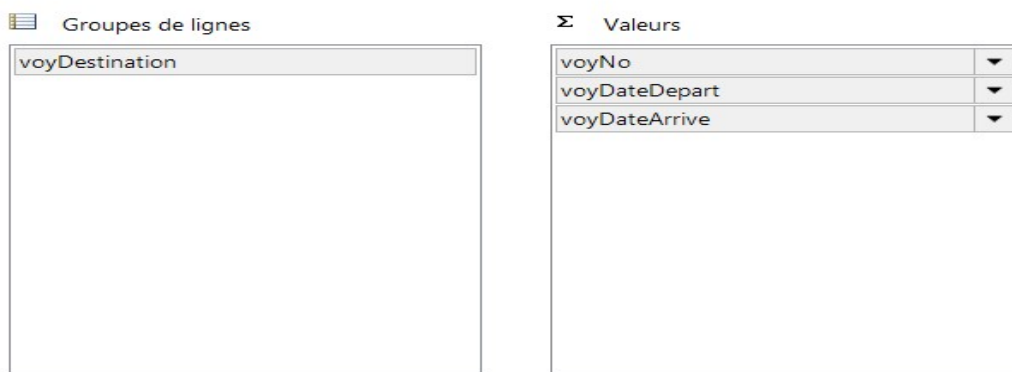 Groupes de lignes
Σ Valeurs
voyDestination
voyNo
voyDateDepart
voyDateArrive